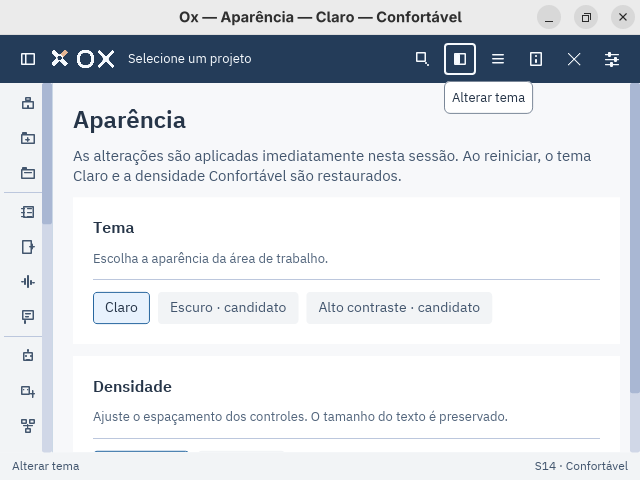 Ox — Aparência — Claro — Confortável
OX
Selecione um projeto
Alterar tema
Aparência
As alterações são aplicadas imediatamente nesta sessão. Ao reiniciar, o tema
Claro e a densidade Confortável são restaurados.
Tema
Escolha a aparência da área de trabalho.
Claro
Escuro · candidato
Alto contraste · candidato
Densidade
Ajuste o espaçamento dos controles. O tamanho do texto é preservado.
Alterar tema
S14 · Confortável